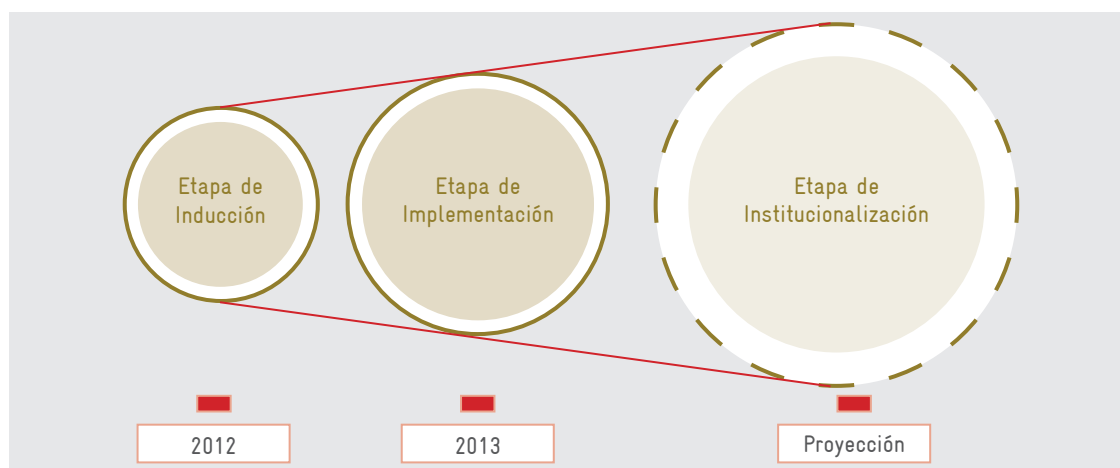 Etapa de
Inducción
Etapa de
Implementación
Etapa de
Institucionalización
2012
2013
Proyección